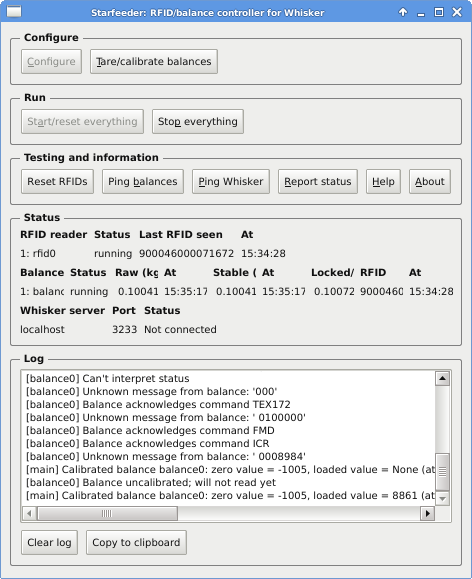 Starfeeder: RFID/balance controller for Whisker
Configure
Configure Tare/calibrate balances
Run
Start/reset everything Stop everything
Testing and information
Reset RFIDs Ping balances Ping Whisker Report status Help About
Status
RFID reader Status Last RFID seen At
1: rfid0 running 900046000071672 15:34:28
Balance Status Raw (kg At Stable ( At Locked/ RFID At
1: balanc running 0.10041 15:35:17 0.10041 15:35:17 0.10072 9000460 15:34:28
Whisker server Port Status
localhost 3233 Not connected
Log
[balance0] Can't interpret status
[balance0] Unknown message from balance: '000'
[balance0] Balance acknowledges command TEX172
[balance0] Unknown message from balance: ' 0100000'
[balance0] Balance acknowledges command FMD
[balance0] Balance acknowledges command ICR
[balance0] Unknown message from balance: ' 0008984'
[main] Calibrated balance balance0: zero value = -1005, loaded value = None (at
[balance0] Balance uncalibrated; will not read yet
[main] Calibrated balance balance0: zero value = -1005, loaded value = 8861 (at
Clear log Copy to clipboard